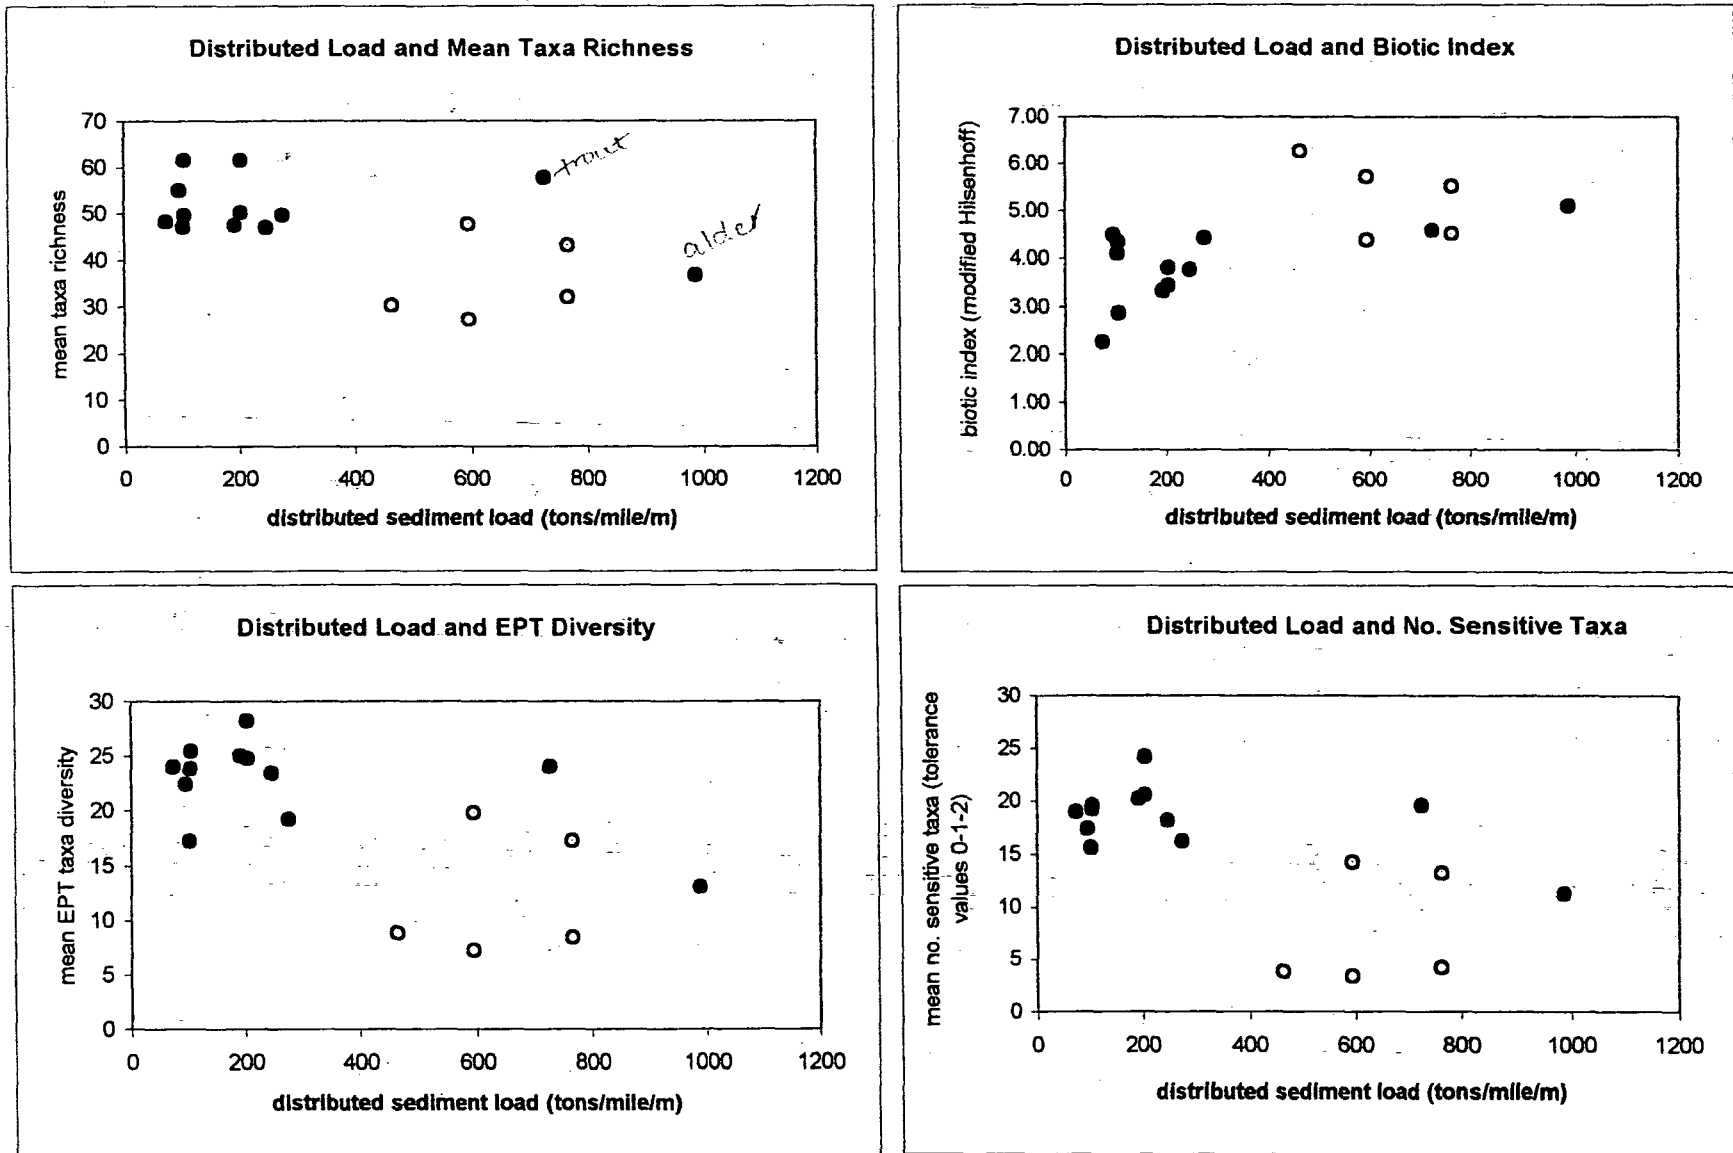 Distributed Load and Mean Taxa Richness
70
60
50
40
30
20
10
0
mean taxa richness
trout
alder
0 200 400 600 800 1000 1200
distributed sediment load (tons/mile/m)
Distributed Load and Biotic Index
7.00
6.00
5.00
4.00
3.00
2.00
1.00
0.00
biotic index (modified Hilsenhoff)
0 200 400 600 800 1000 1200
distributed sediment load (tons/mile/m)
Distributed Load and EPT Diversity
30
25
20
15
10
5
0
mean EPT taxa diversity
0 200 400 600 800 1000 1200
distributed sediment load (tons/mile/m)
Distributed Load and No. Sensitive Taxa
30
25
20
15
10
5
0
mean no. sensitive taxa (tolerance
values 0-1-2)
0 200 400 600 800 1000 1200
distributed sediment load (tons/mile/m)